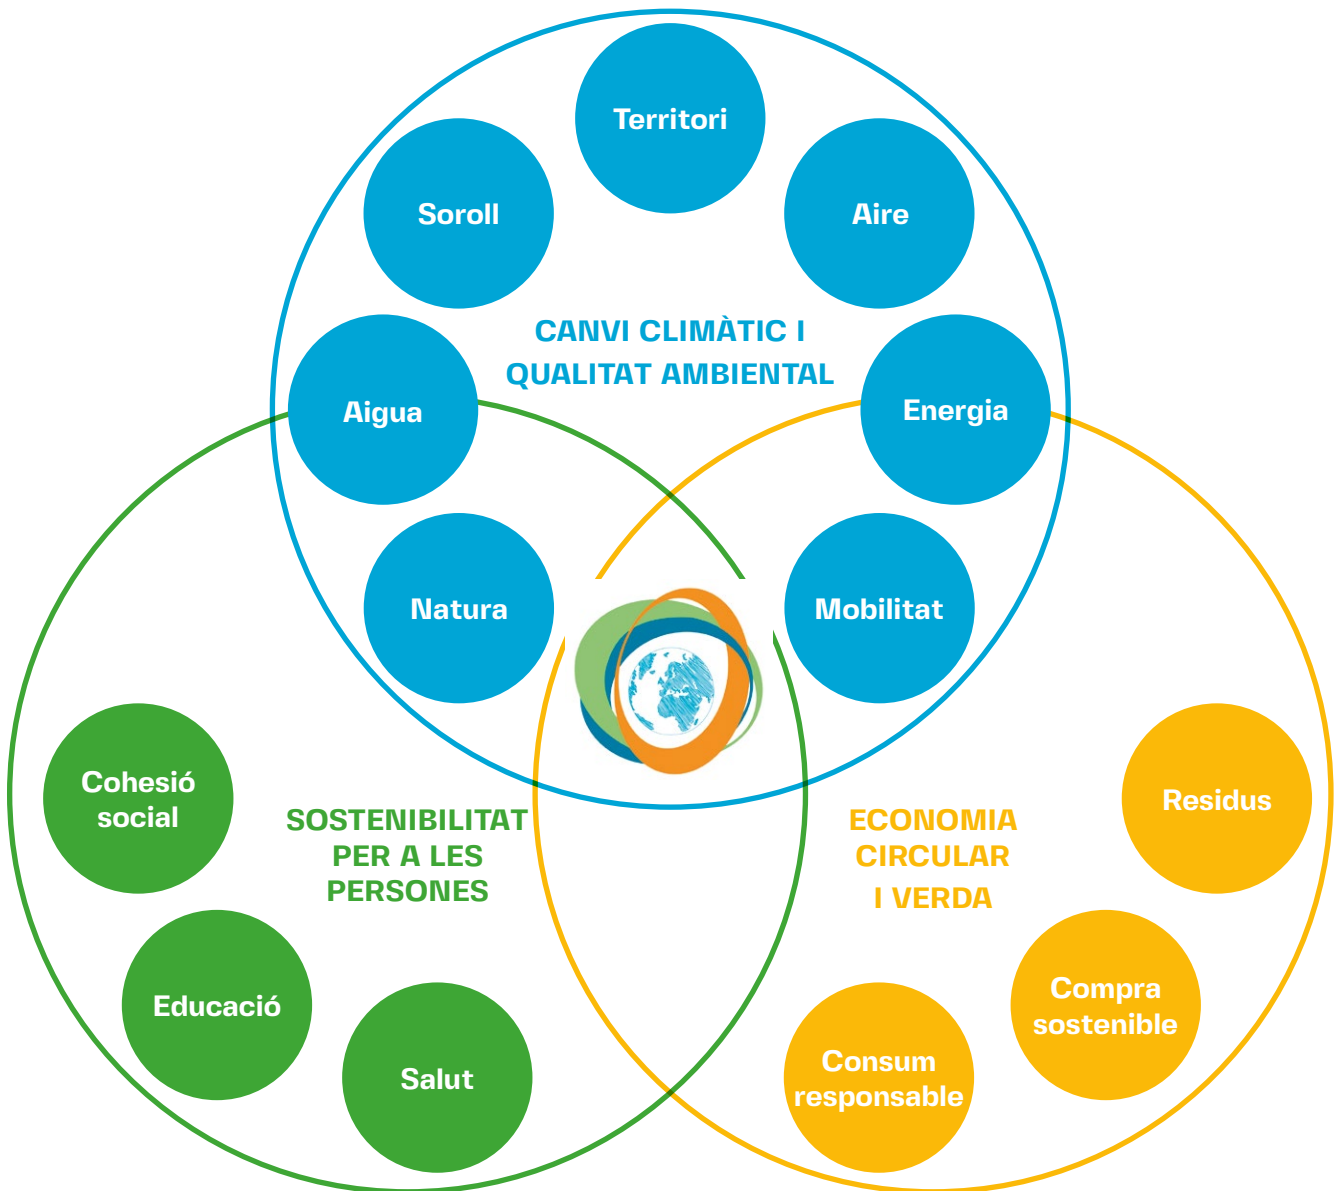 Territori
Soroll
Aire
CANVI CLIMÀTIC I
QUALITAT AMBIENTAL
Aigua
Energia
Natura
Mobilitat
Cohesió
social
SOSTENIBILITAT
PER A LES
PERSONES
ECONOMIA
CIRCULAR
I VERDA
Residus
Educació
Compra
sostenible
Salut
Consum
responsable